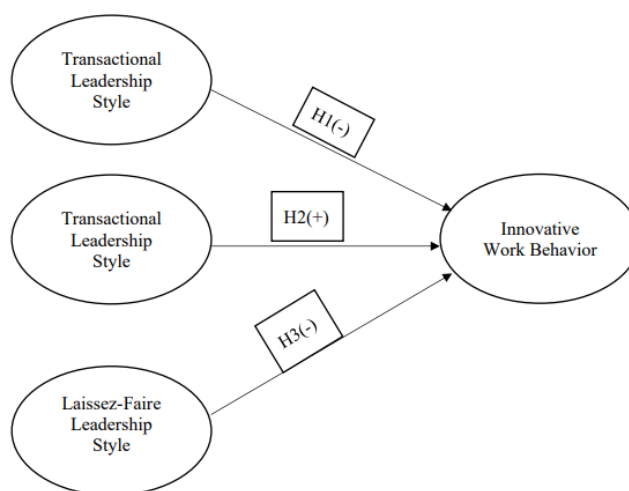 Transactional
Leadership
Style
H1(-)
Transactional
Leadership
Style
H2(+)
Innovative
Work Behavior
H3(-)
Laissez-Faire
Leadership
Style